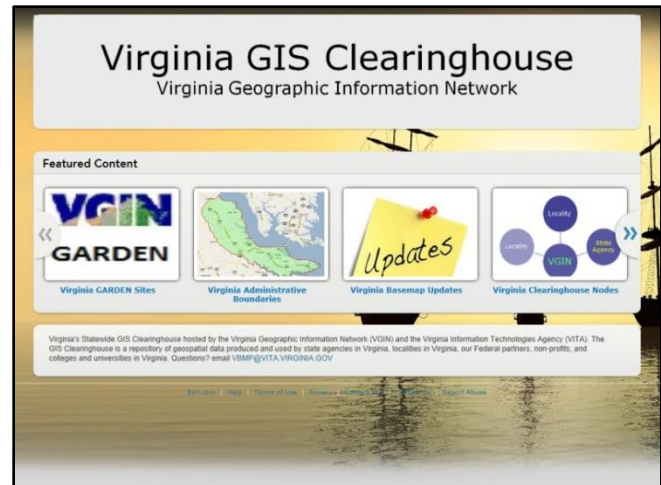 Virginia GIS Clearinghouse
Virginia Geographic Information Network
Featured Content
VGIN
GARDEN
Updates
Locality
Locality
State
Agency
VGIN
«
»
Virginia GARDEN Sites
Virginia Administrative
Boundaries
Virginia Basemap Updates
Virginia Clearinghouse Nodes
Virginia's Statewide GIS Clearinghouse hosted by the Virginia Geographic Information Network (VGIN) and the Virginia Information Technologies Agency (VITA). The
GIS Clearinghouse is a repository of geospatial data produced and used by state agencies in Virginia, localities in Virginia, our Federal partners, non-profits, and
colleges and universities in Virginia. Questions? email VBMP@VITA.VIRGINIA.GOV
Esri.com | Help | Terms of Use | Privacy | Contact | Report Abuse